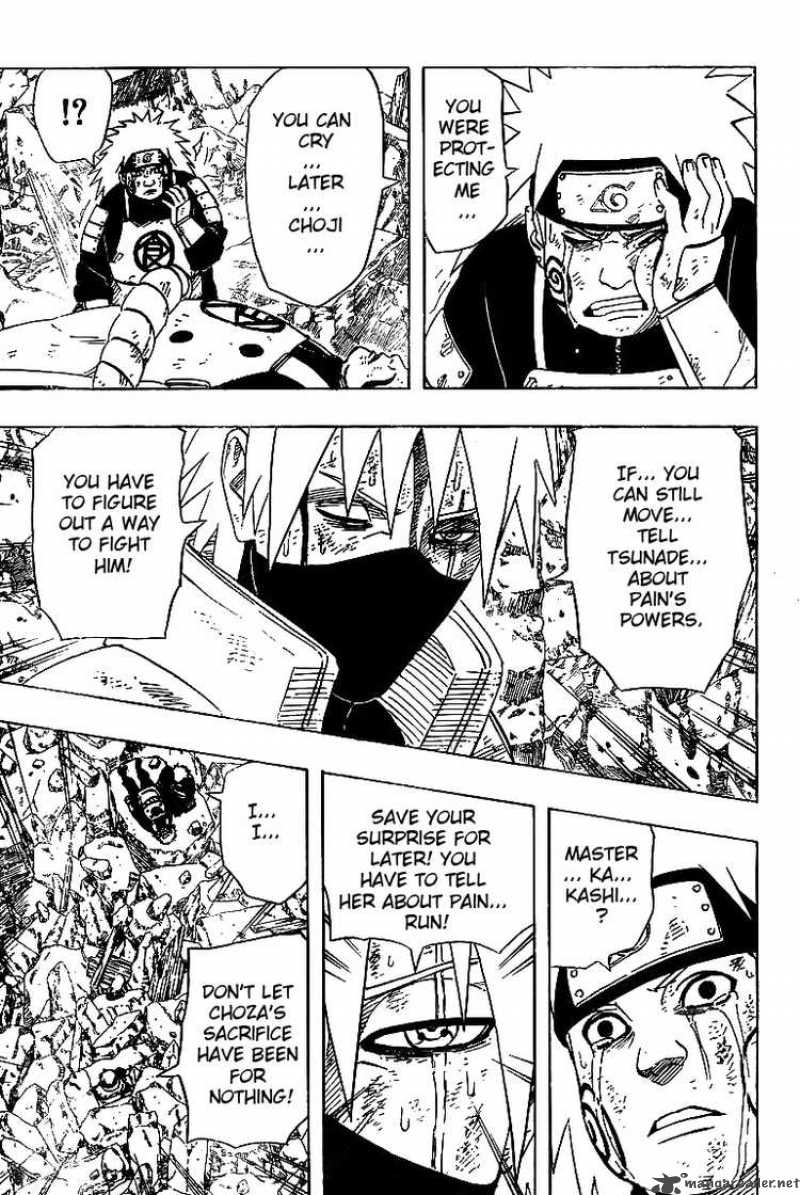 YOU
WERE
PROT-
ECTING
ME
...
YOU CAN
CRY
...
LATER
...
CHOJI
...
!?
IF... YOU
CAN STILL
MOVE...
TELL
TSUNADE...
ABOUT
PAIN'S
POWERS.
YOU HAVE
TO FIGURE
OUT A WAY
TO FIGHT
HIM!
MASTER
... KA...
KASHI...
?
SAVE YOUR
SURPRISE FOR
LATER! YOU
HAVE TO TELL
HER ABOUT PAIN...
RUN!
I...
I...
DON'T LET
CHOZA'S
SACRIFICE
HAVE BEEN
FOR
NOTHING!
mangareader.net